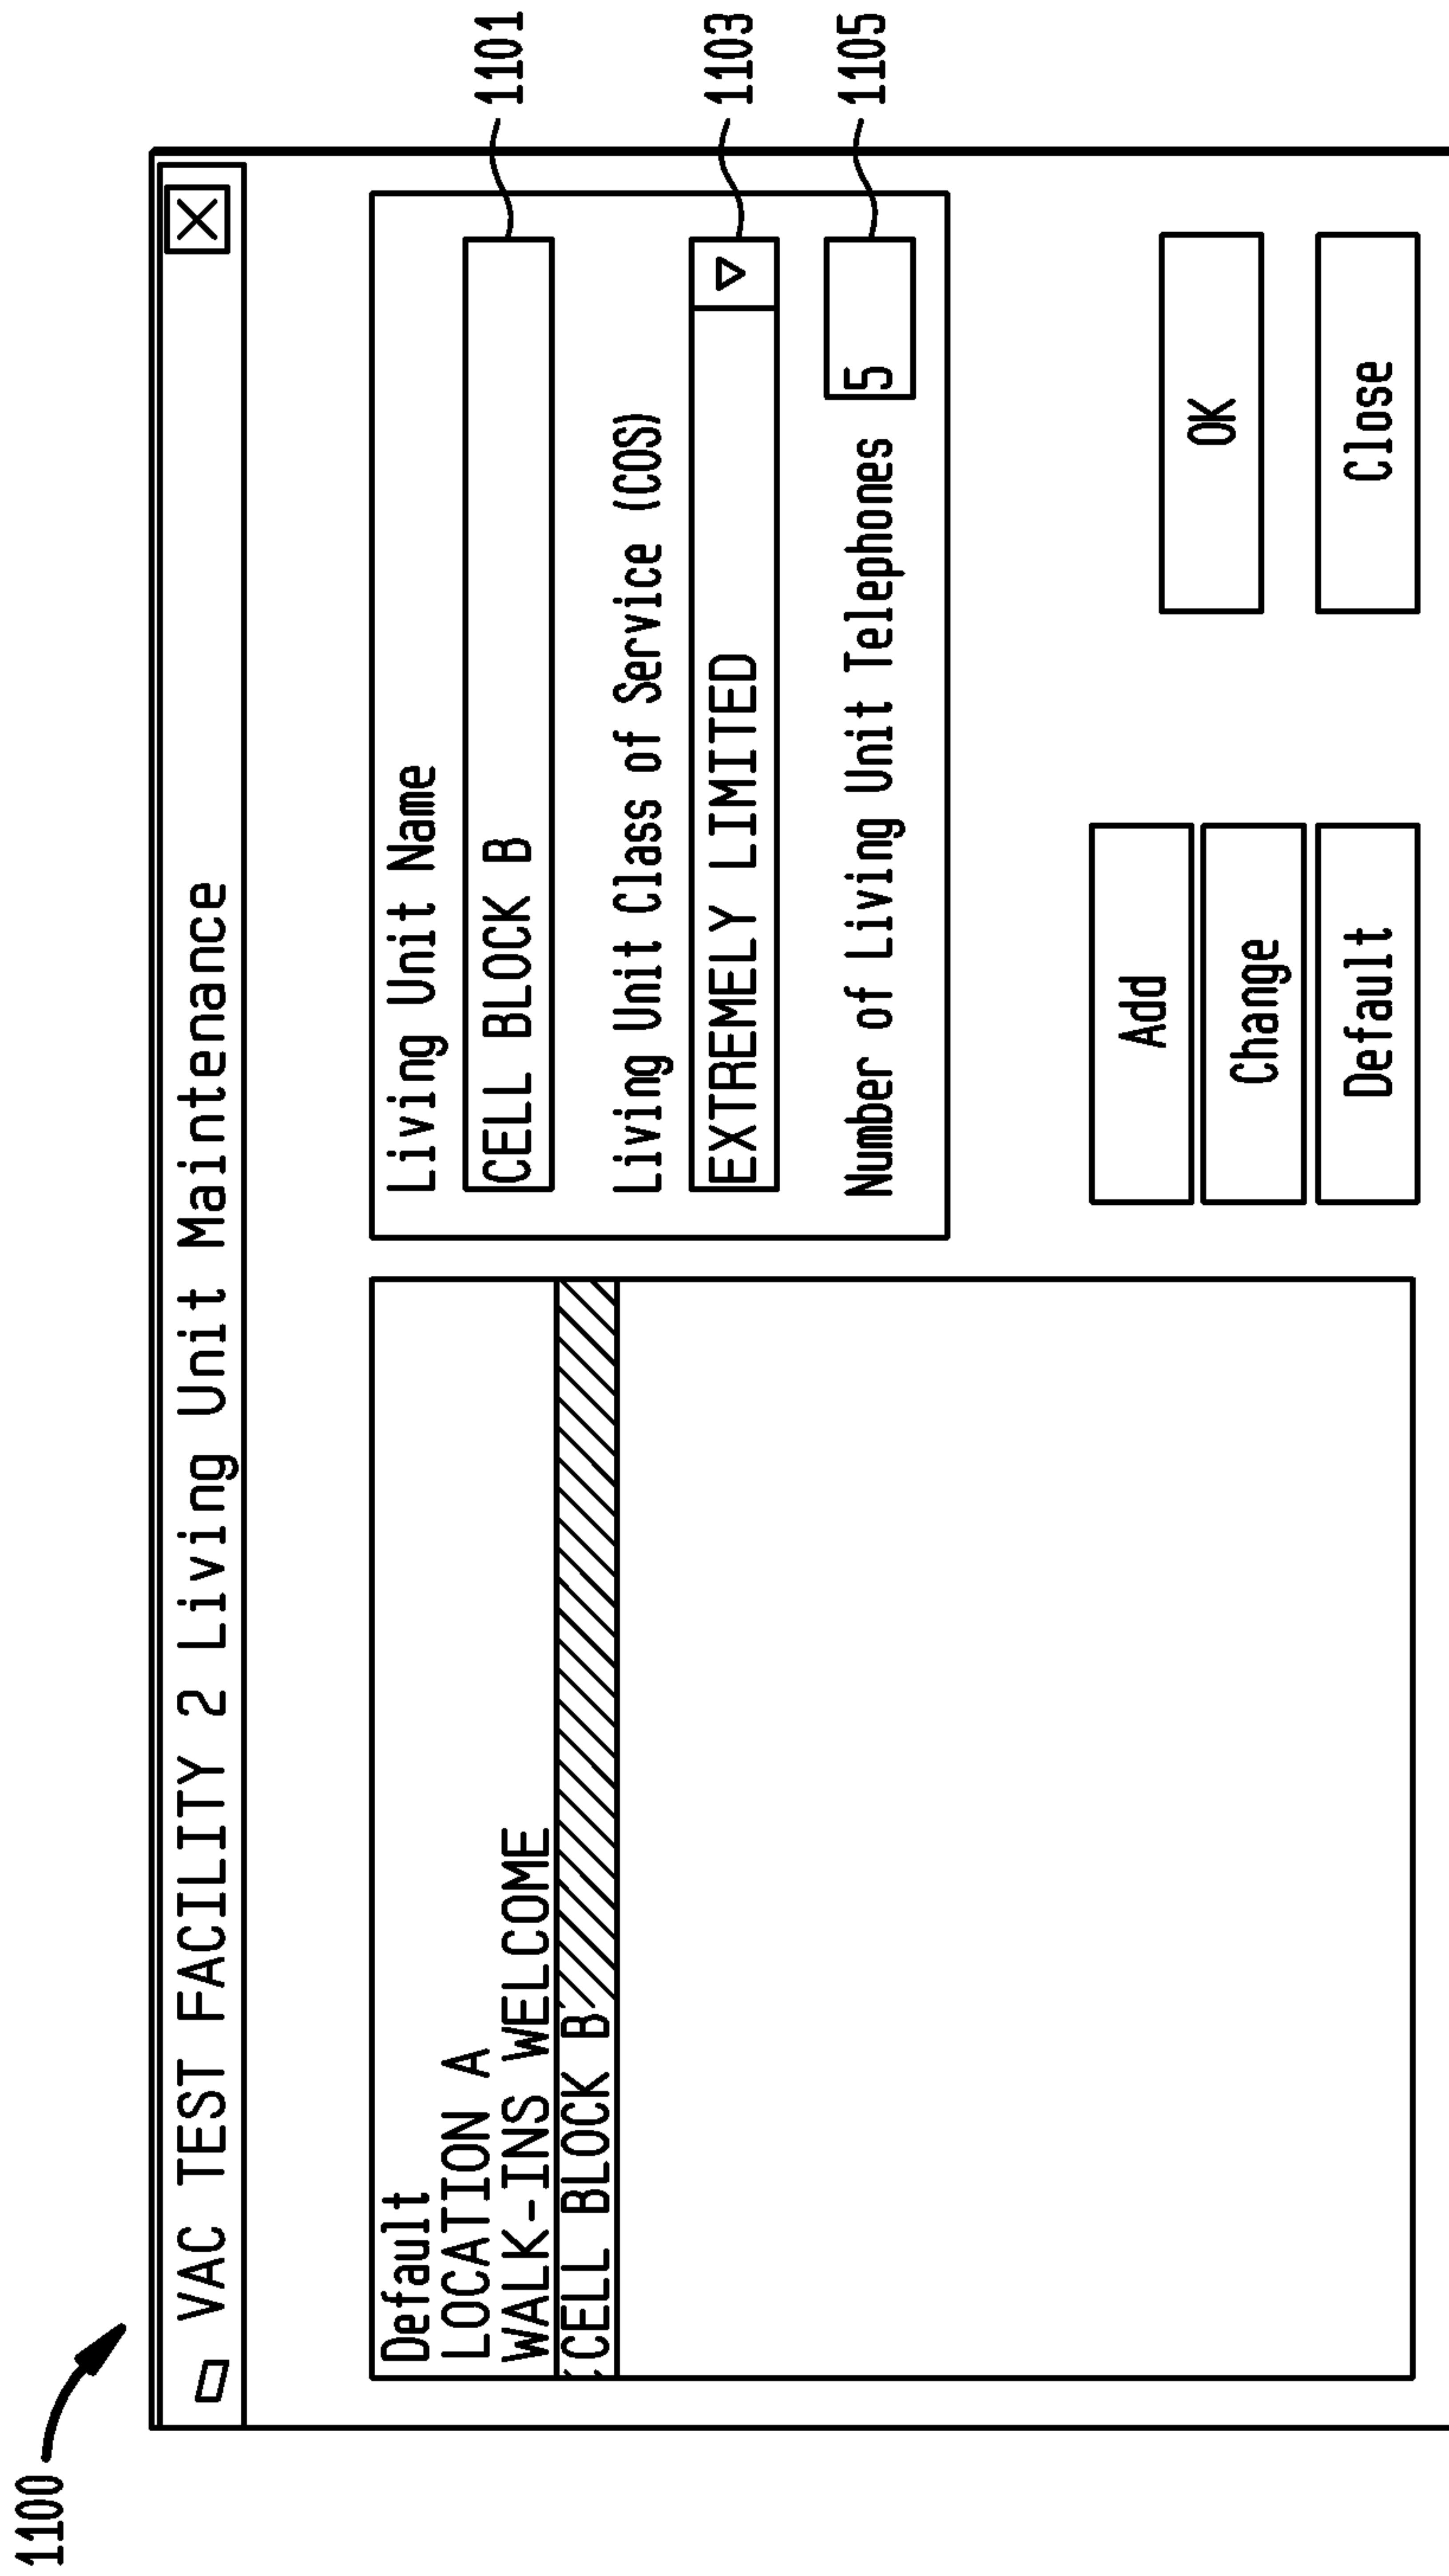 1100
VAC TEST FACILITY 2 Living Unit Maintenance
Default
LOCATION A
WALK-INS WELCOME
CELL BLOCK B
Living Unit Name
CELL BLOCK B
1101
Living Unit Class of Service (COS)
EXTREMELY LIMITED
1103
Number of Living Unit Telephones 5
1105
Add
Change
Default
OK
Close